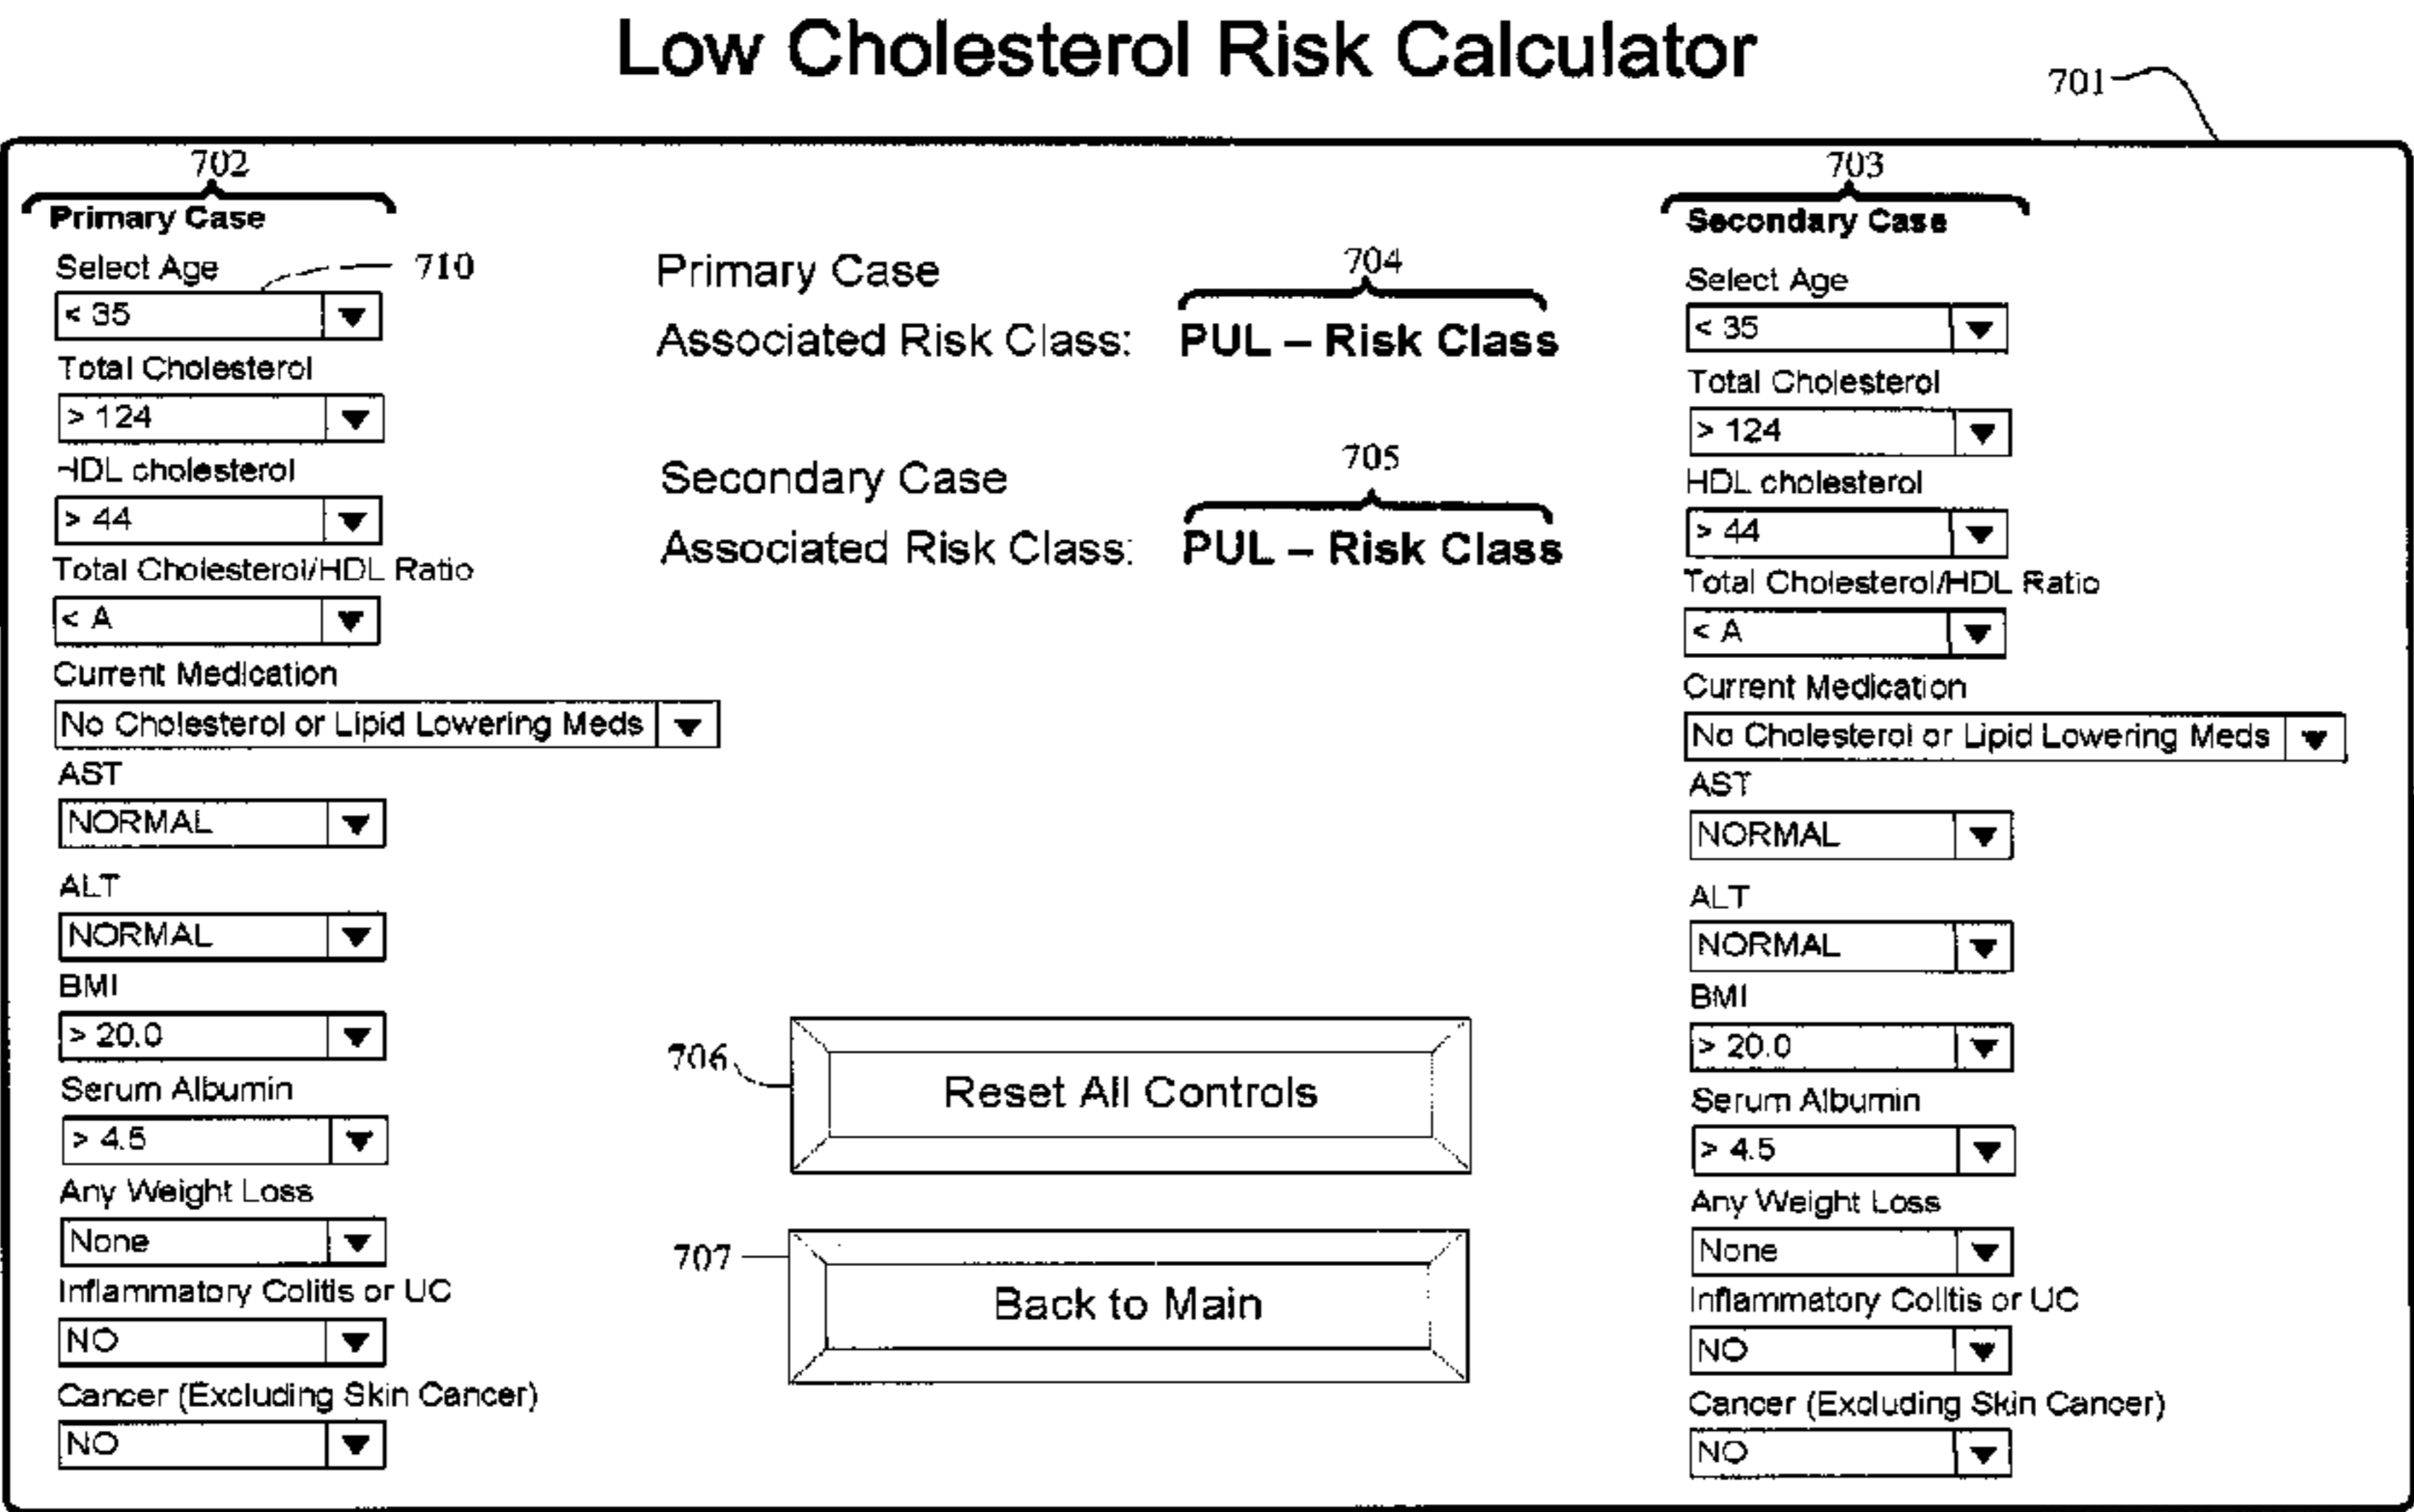 Low Cholesterol Risk Calculator
701
702
Primary Case
Select Age
710
< 35
Total Cholesterol
> 124
HDL cholesterol
> 44
Total Cholesterol/HDL Ratio
< A
Current Medication
No Cholesterol or Lipid Lowering Meds
AST
NORMAL
ALT
NORMAL
BMI
> 20.0
Serum Albumin
> 4.5
Any Weight Loss
None
Inflammatory Colitis or UC
NO
Cancer (Excluding Skin Cancer)
NO
Primary Case
704
Associated Risk Class: PUL – Risk Class
Secondary Case
705
Associated Risk Class: PUL – Risk Class
706
Reset All Controls
707
Back to Main
703
Secondary Case
Select Age
< 35
Total Cholesterol
> 124
HDL cholesterol
> 44
Total Cholesterol/HDL Ratio
< A
Current Medication
No Cholesterol or Lipid Lowering Meds
AST
NORMAL
ALT
NORMAL
BMI
> 20.0
Serum Albumin
> 4.5
Any Weight Loss
None
Inflammatory Colitis or UC
NO
Cancer (Excluding Skin Cancer)
NO